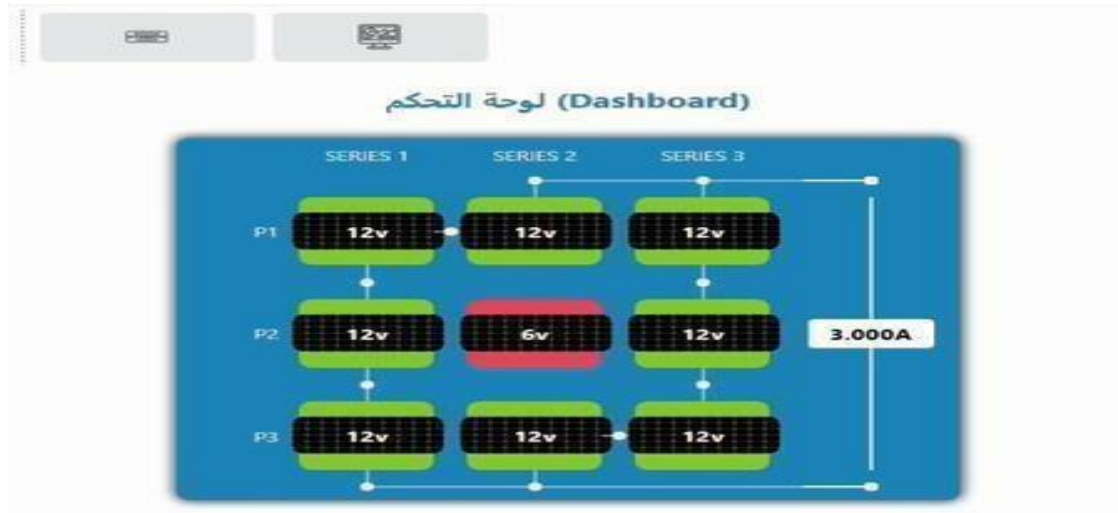 لوحة التحكم (Dashboard)
SERIES 1 SERIES 2 SERIES 3
P1 12v 12v 12v
P2 12v 6v 12v 3.000A
P3 12v 12v 12v